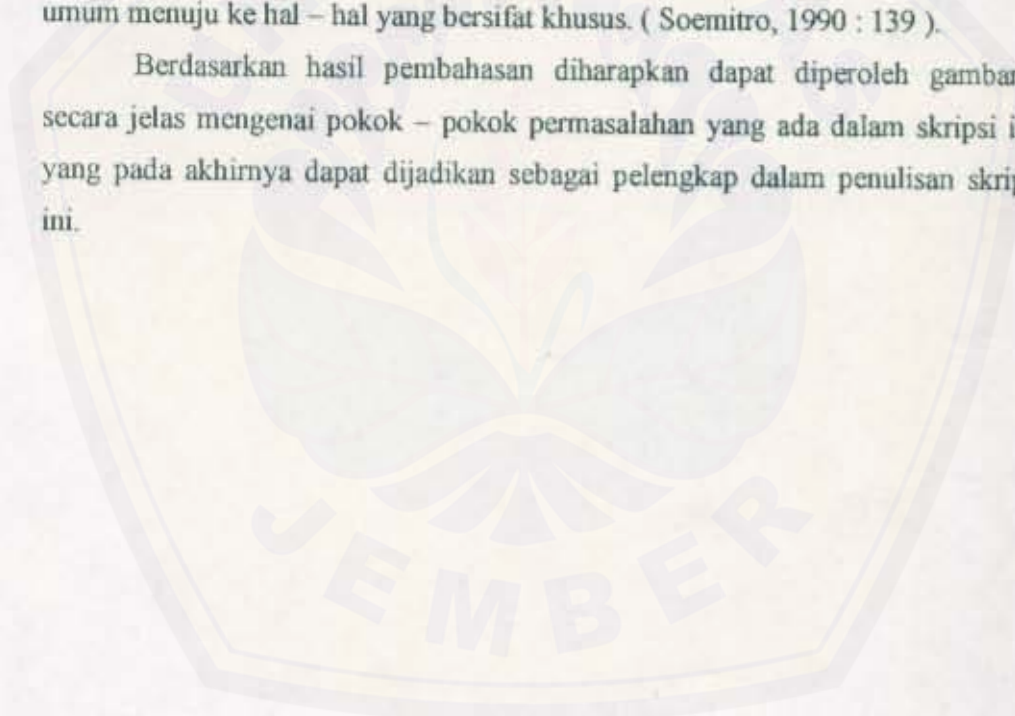 umum menuju ke hal – hal yang bersifat khusus. ( Soemitro, 1990 : 139 ).
Berdasarkan hasil pembahasan diharapkan dapat diperoleh gambar
secara jelas mengenai pokok – pokok permasalahan yang ada dalam skripsi i
yang pada akhirnya dapat dijadikan sebagai pelengkap dalam penulisan skrip
ini.
JEMBER